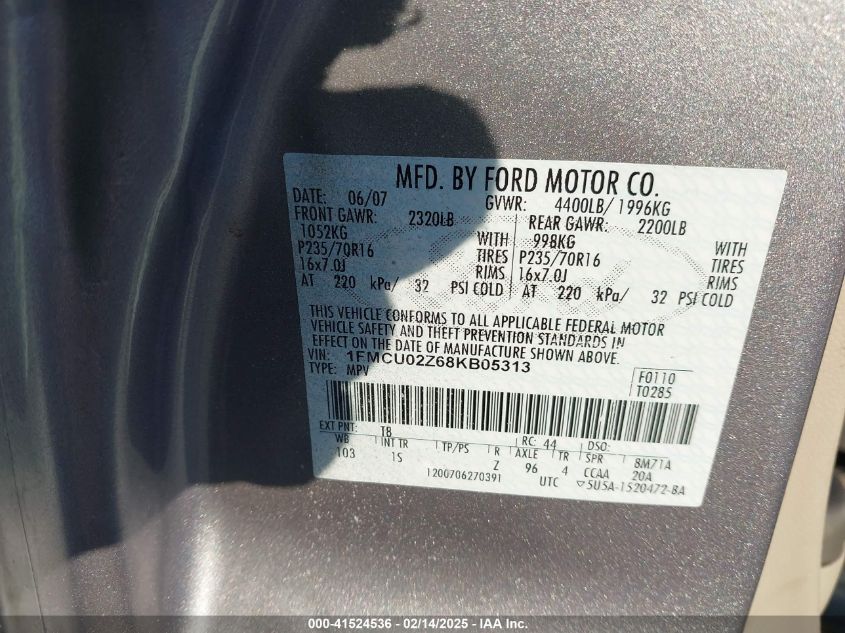 MFD. BY FORD MOTOR CO.
DATE: 06/07 GVWR: 4400LB/ 1996KG
FRONT GAWR: 2320LB REAR GAWR: 2200LB
1052KG WITH 998KG WITH
P235/70R16 TIRES P235/70R16 TIRES
16x7.0J RIMS 16x7.0J RIMS
AT 220 kPa/ 32 PSI COLD AT 220 kPa/ 32 PSI COLD
THIS VEHICLE CONFORMS TO ALL APPLICABLE FEDERAL MOTOR
VEHICLE SAFETY AND THEFT PREVENTION STANDARDS IN
EFFECT ON THE DATE OF MANUFACTURE SHOWN ABOVE.
VIN: 1FMCU02Z68KB05313
TYPE: MPV F0110
T0285
EXT PNT: T8 RC: 44 DSO:
WB INT TR TP/PS R AXLE TR SPR 8M71A
103 1S Z 96 4 CCAA 20A
1200706270391 UTC ▽5U5A-1520472-BA
000-41524536 - 02/14/2025 - IAA Inc.